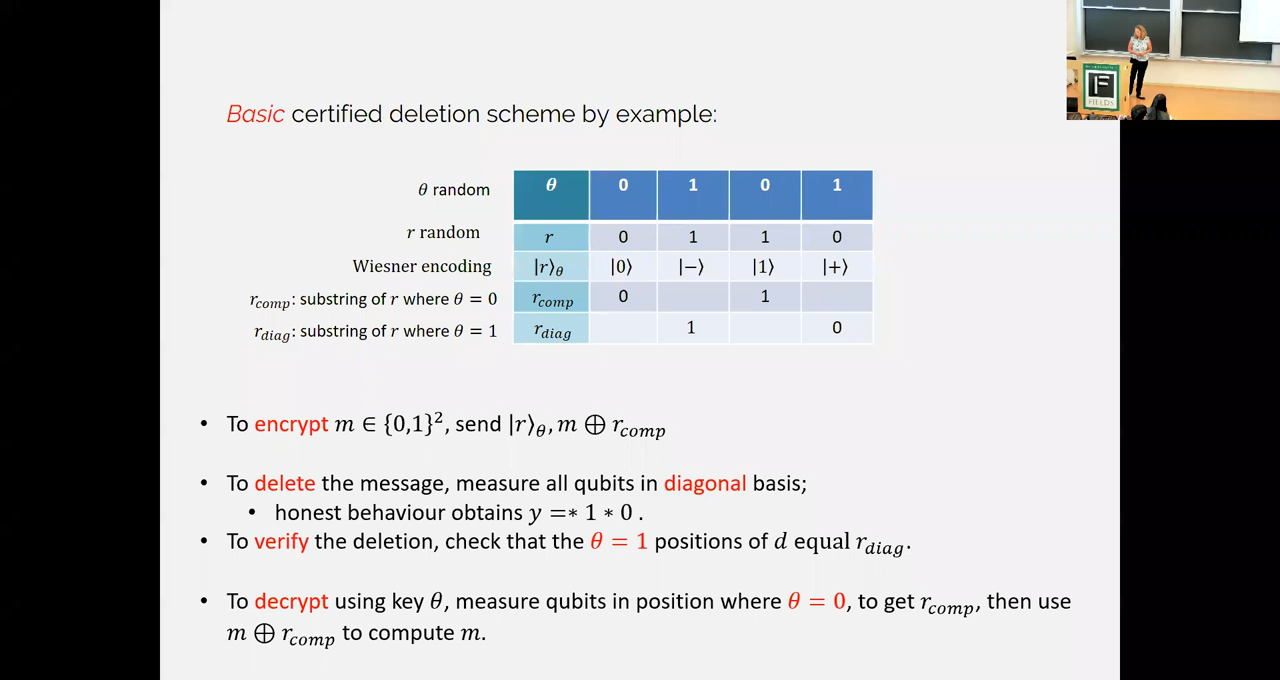 Basic certified deletion scheme by example:
θ random θ 0 1 0 1
r random r 0 1 1 0
Wiesner encoding |r⟩θ |0⟩ |−⟩ |1⟩ |+⟩
r_comp: substring of r where θ = 0 r_comp 0 1
r_diag: substring of r where θ = 1 r_diag 1 0
• To encrypt m ∈ {0,1}², send |r⟩θ, m ⊕ r_comp
• To delete the message, measure all qubits in diagonal basis;
• honest behaviour obtains y =∗ 1 ∗ 0 .
• To verify the deletion, check that the θ = 1 positions of d equal r_diag.
• To decrypt using key θ, measure qubits in position where θ = 0, to get r_comp, then use
m ⊕ r_comp to compute m.
F
FIELDS